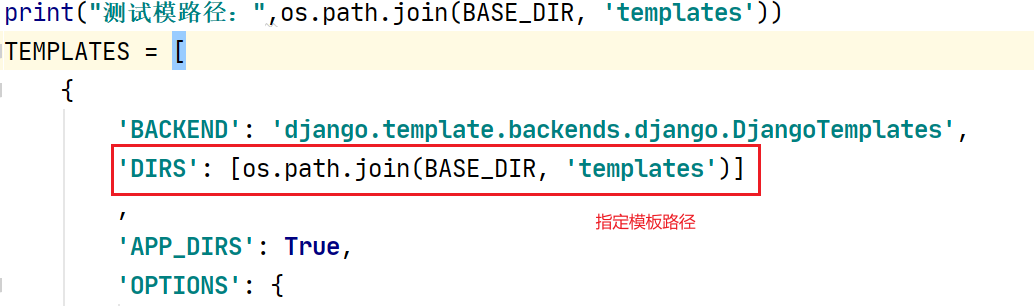 print("测试模路径：",os.path.join(BASE_DIR, 'templates'))
TEMPLATES = [
{
'BACKEND': 'django.template.backends.django.DjangoTemplates',
'DIRS': [os.path.join(BASE_DIR, 'templates')]
,
指定模板路径
'APP_DIRS': True,
'OPTIONS': {